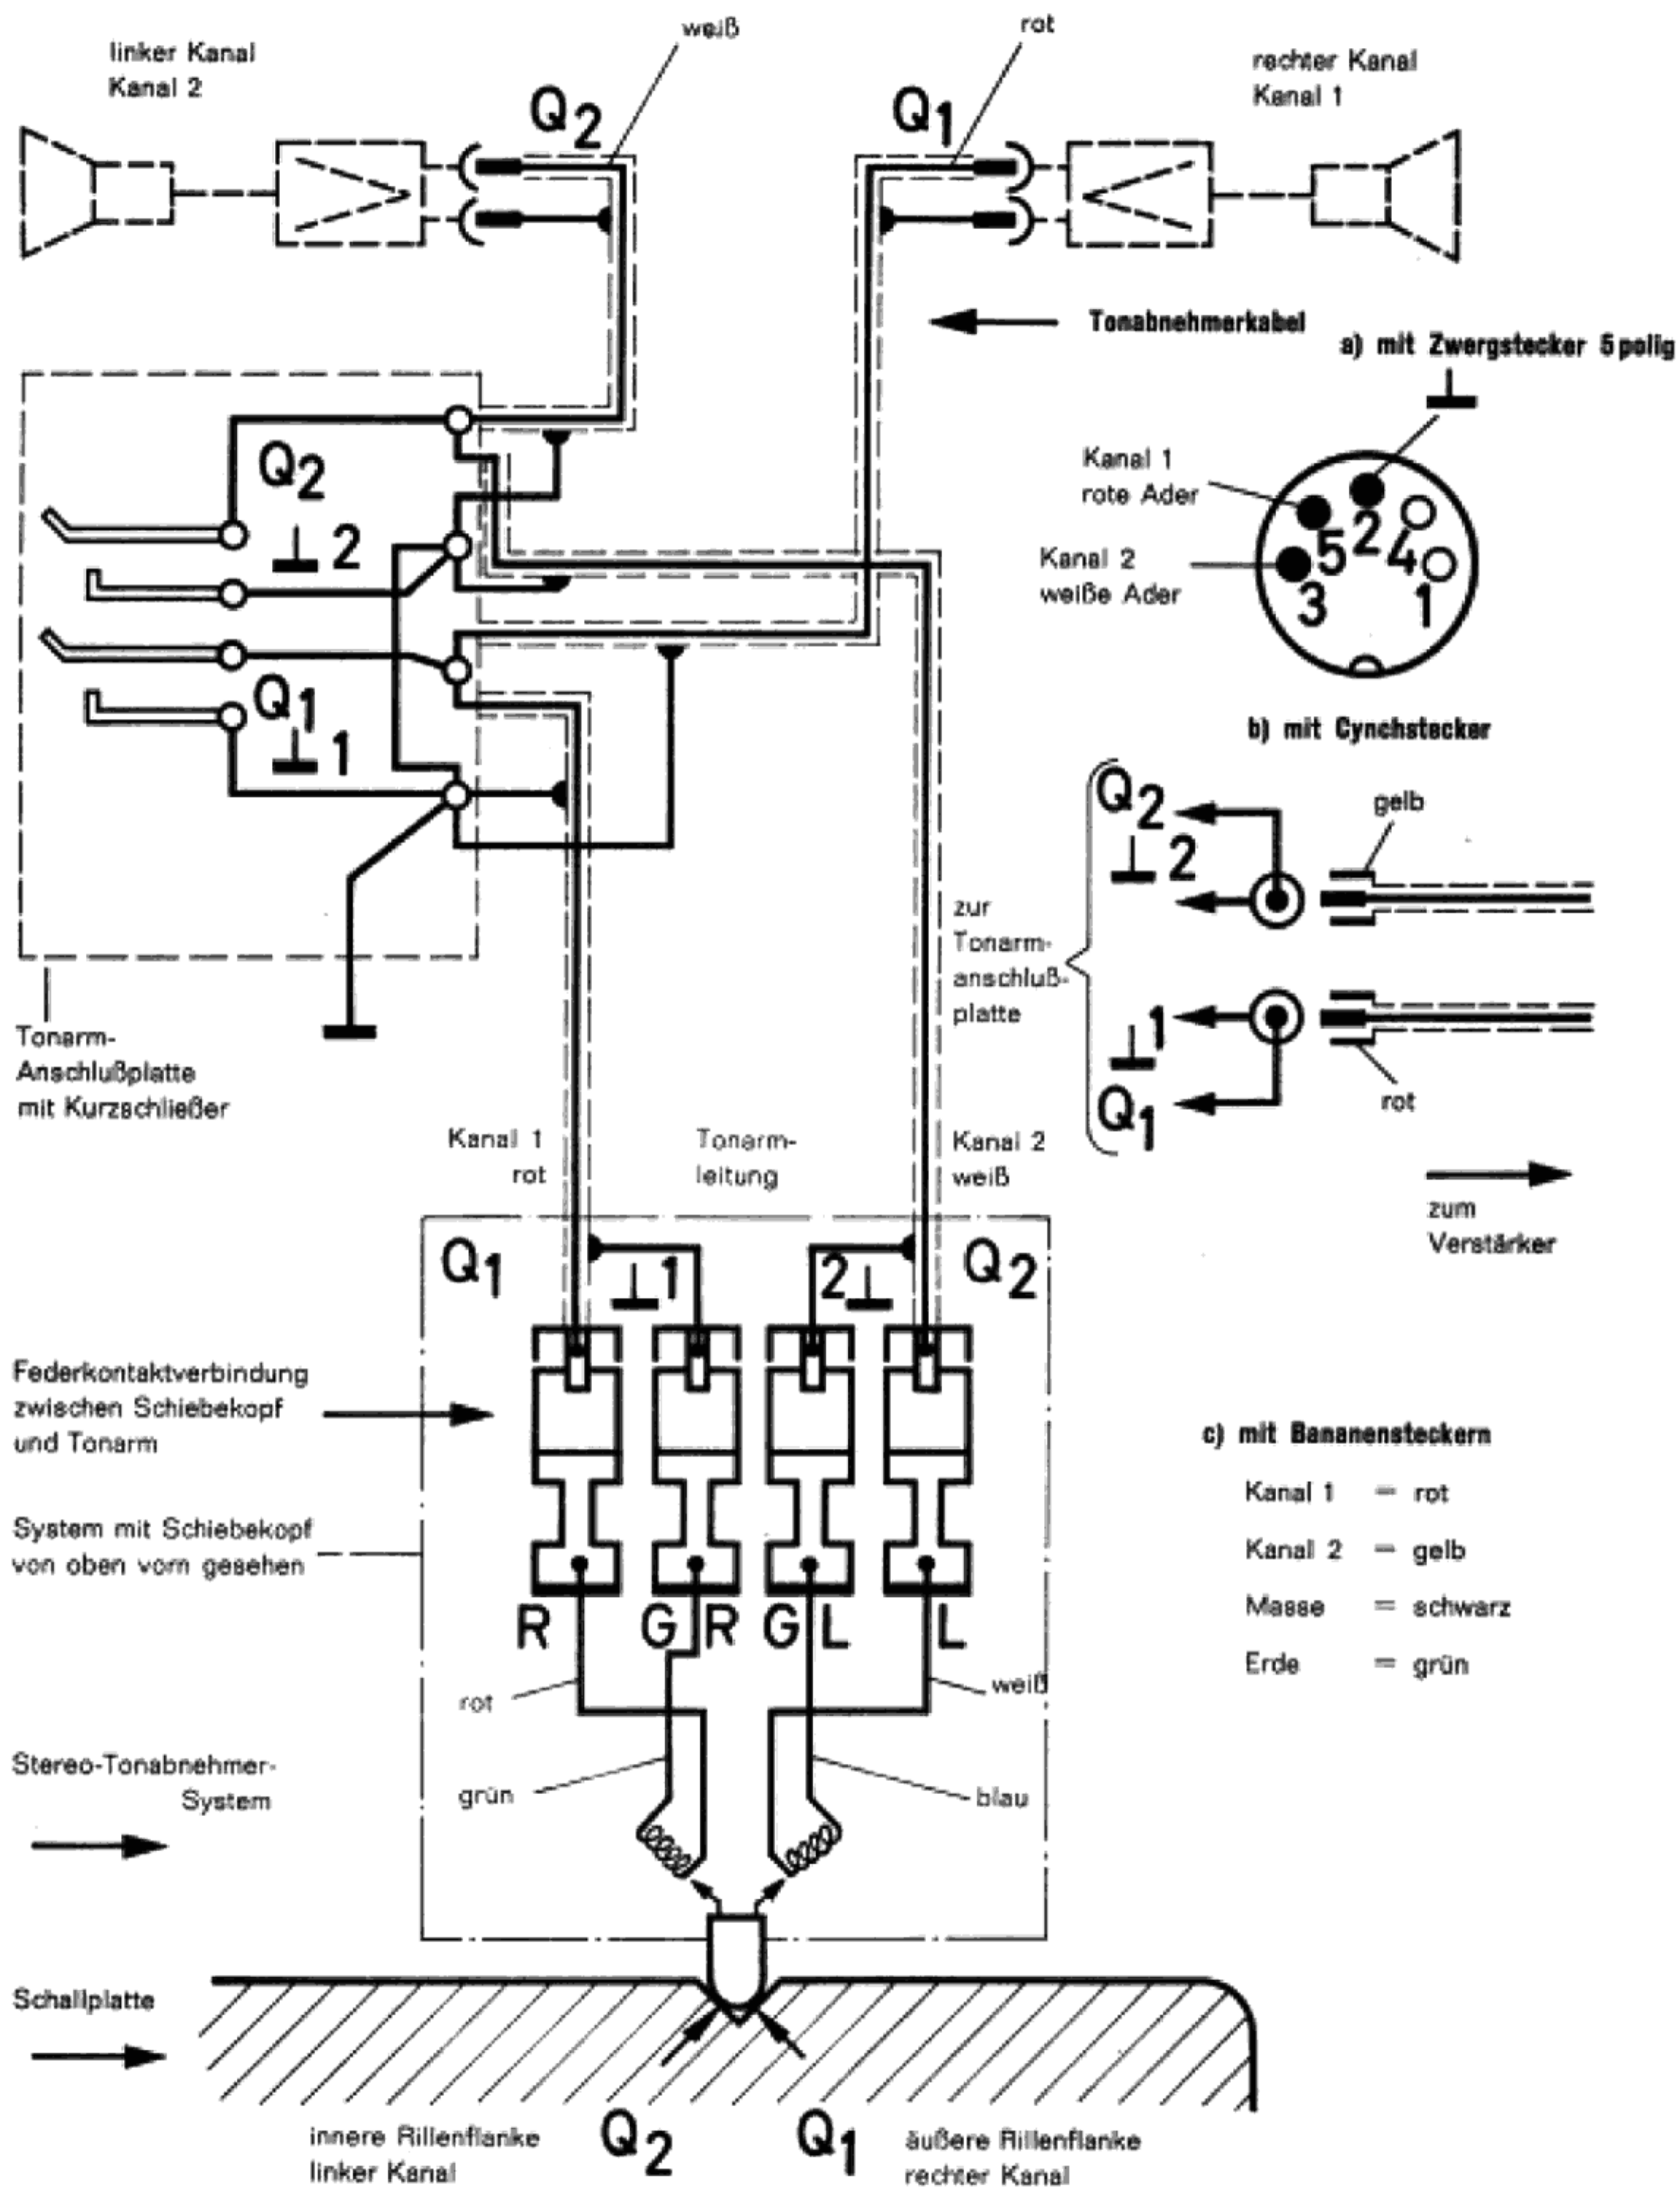 linker Kanal
Kanal 2
weiß
rot
rechter Kanal
Kanal 1
Q2
Q1
Tonabnehmerkabel
a) mit Zwergstecker 5polig
Kanal 1
rote Ader
Kanal 2
weiße Ader
5 2 4
3 1
Q2
2
Q1
1
b) mit Cynchstecker
Q2
2
gelb
1
Q1
rot
zur
Tonarm-
anschluß-
platte
zum
Verstärker
Tonarm-
Anschlußplatte
mit Kurzschließer
Kanal 1
rot
Tonarm-
leitung
Kanal 2
weiß
Q1
1
2
Q2
Federkontaktverbindung
zwischen Schiebekopf
und Tonarm
System mit Schiebekopf
von oben vorn gesehen
c) mit Bananensteckern
Kanal 1 = rot
Kanal 2 = gelb
Masse = schwarz
Erde = grün
R G R G L L
rot
weiß
grün
blau
Stereo-Tonabnehmer-
System
Schallplatte
innere Rillenflanke
linker Kanal
Q2
Q1
äußere Rillenflanke
rechter Kanal